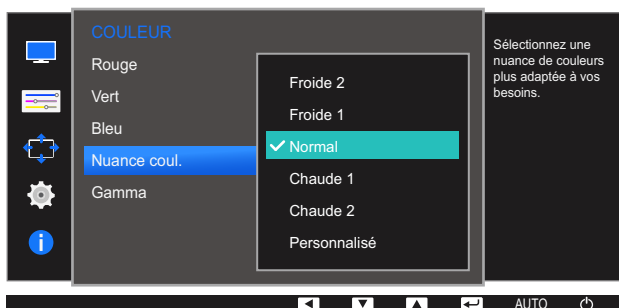 COULEUR
Rouge
Vert
Bleu
Nuance coul.
Gamma
Froide 2
Froide 1
Normal
Chaude 1
Chaude 2
Personnalisé
Sélectionnez une
nuance de couleurs
plus adaptée à vos
besoins.
AUTO